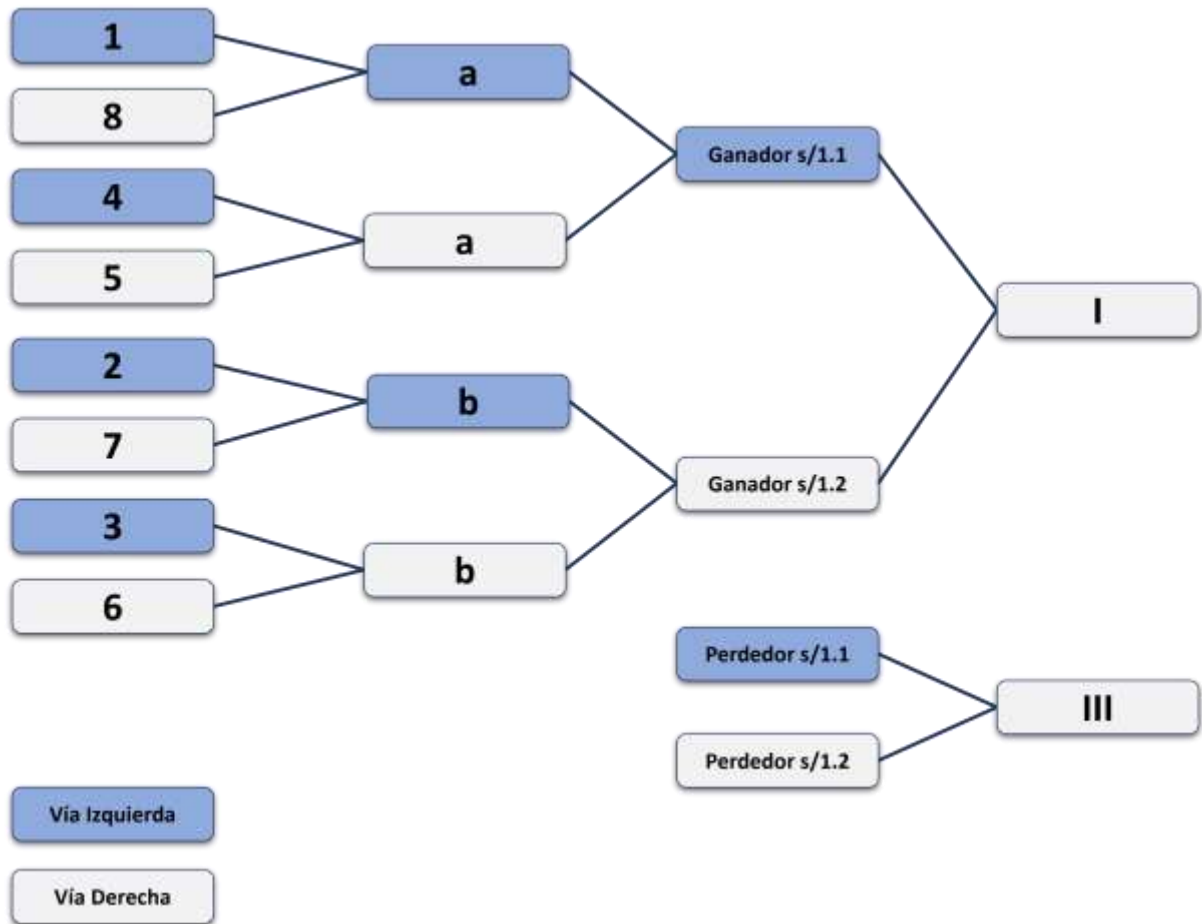 1
8
4
5
2
7
3
6
a
a
b
b
Ganador s/1.1
Ganador s/1.2
I
Perdedor s/1.1
Perdedor s/1.2
III
Vía Izquierda
Vía Derecha